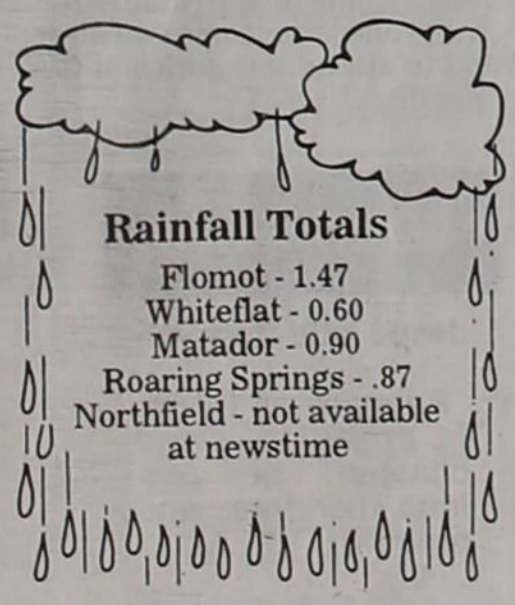 Rainfall Totals
Flomot - 1.47
Whiteflat - 0.60
Matador - 0.90
Roaring Springs - .87
Northfield - not available
at newstime